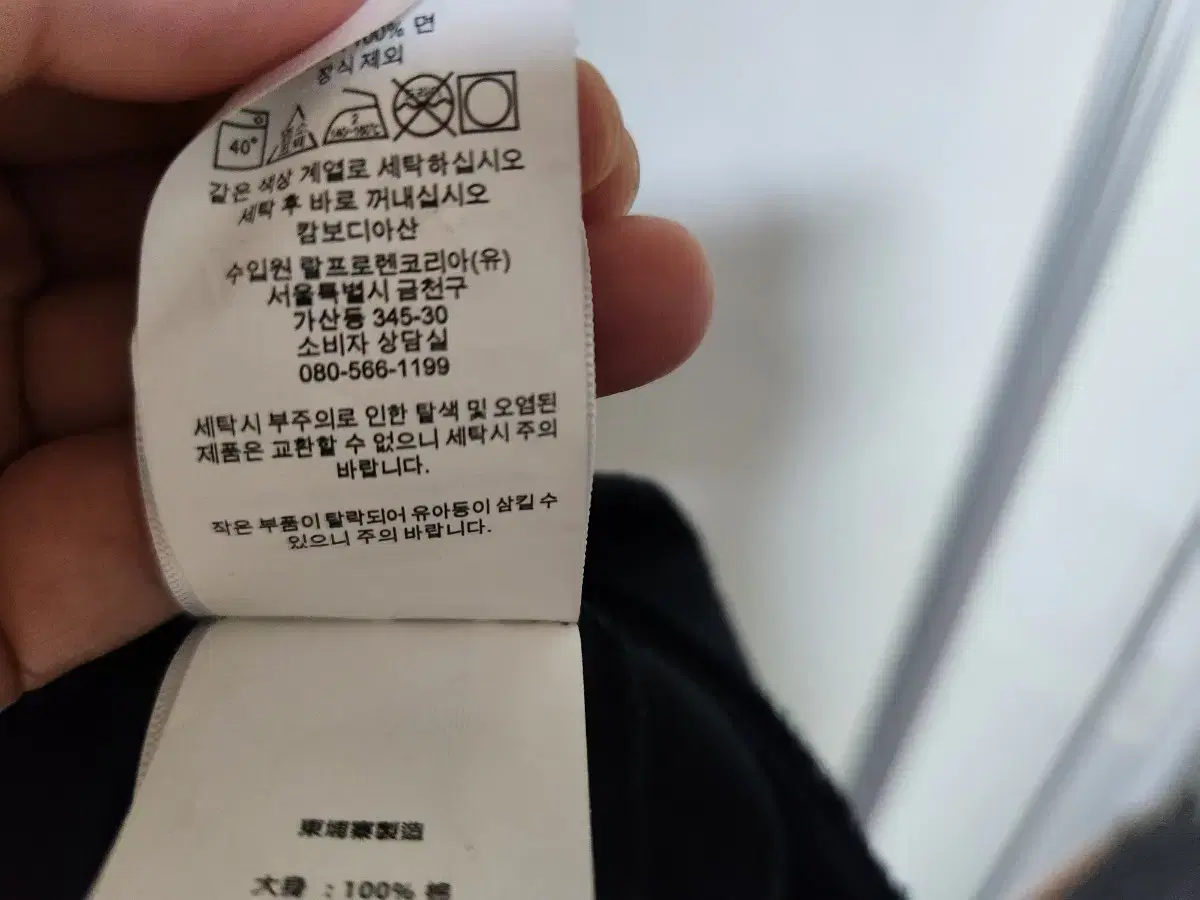 100% 면
장식 제외
40°
2
140~160°C
같은 색상 계열로 세탁하십시오
세탁 후 바로 꺼내십시오
캄보디아산
수입원 랄프로렌코리아(유)
서울특별시 금천구
가산동 345-30
소비자 상담실
080-566-1199
세탁시 부주의로 인한 탈색 및 오염된
제품은 교환할 수 없으니 세탁시 주의
바랍니다.
작은 부품이 탈락되어 유아등이 삼킬 수
있으니 주의 바랍니다.
柬埔寨製造
大身 : 100% 棉